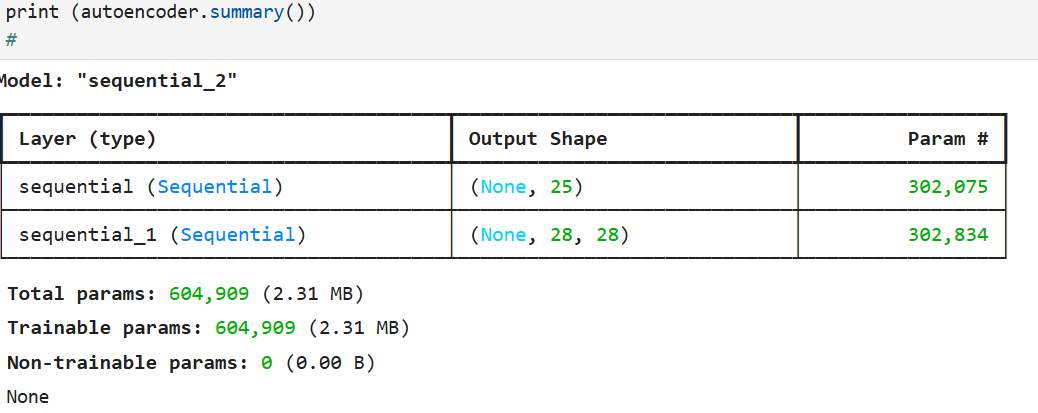 print (autoencoder.summary())
#
Model: "sequential_2"
Layer (type) Output Shape Param #
sequential (Sequential) (None, 25) 302,075
sequential_1 (Sequential) (None, 28, 28) 302,834
Total params: 604,909 (2.31 MB)
Trainable params: 604,909 (2.31 MB)
Non-trainable params: 0 (0.00 B)
None